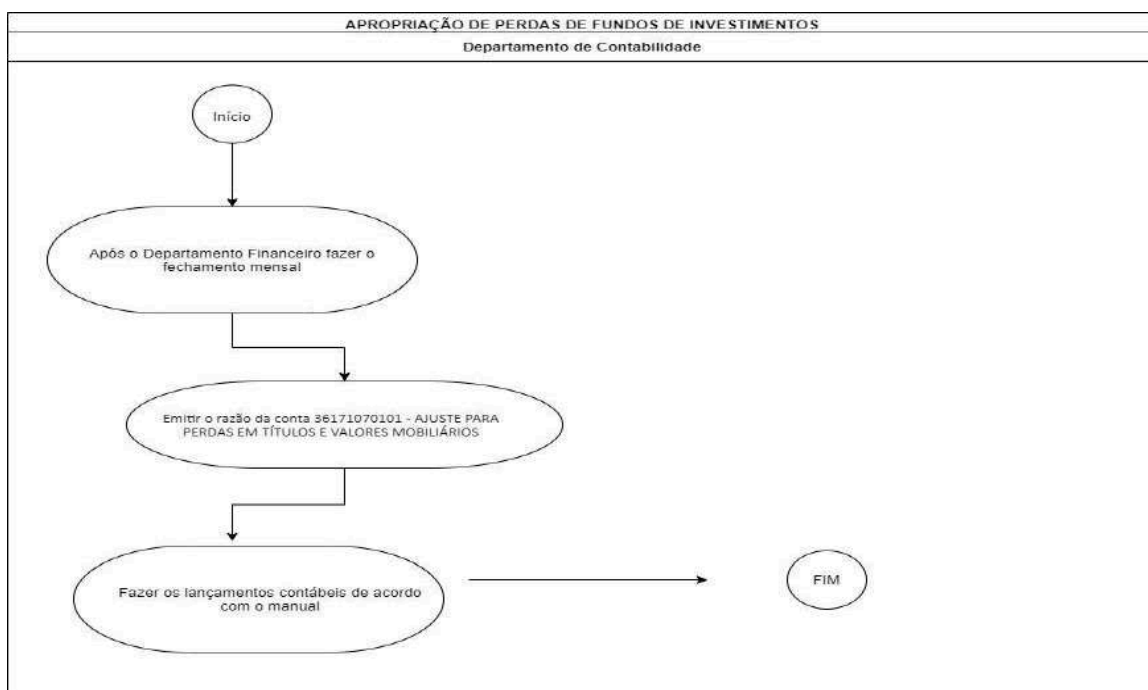 APROPRIAÇÃO DE PERDAS DE FUNDOS DE INVESTIMENTOS
Departamento de Contabilidade
Início
Após o Departamento Financeiro fazer o
fechamento mensal
Emitir o razão da conta 36171070101 - AJUSTE PARA
PERDAS EM TÍTULOS E VALORES MOBILIÁRIOS
Fazer os lançamentos contábeis de acordo
com o manual
FIM